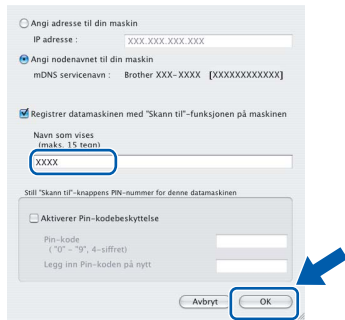 Angi adresse til din maskin
IP adresse : XXX.XXX.XXX.XXX
Angi nodenavnet til din maskin
mDNS servicenavn : Brother XXX-XXXX [XXXXXXXXXXXX]
Registrer datamaskinen med "Skann til"-funksjonen på maskinen
Navn som vises
(maks. 15 tegn)
XXXX
Still "Skann til"-knappens PIN-nummer for denne datamaskinen
Aktiverer Pin-kodebeskyttelse
Pin-kode
( "0" - "9", 4-siffret)
Legg inn Pin-koden på nytt
Avbryt OK